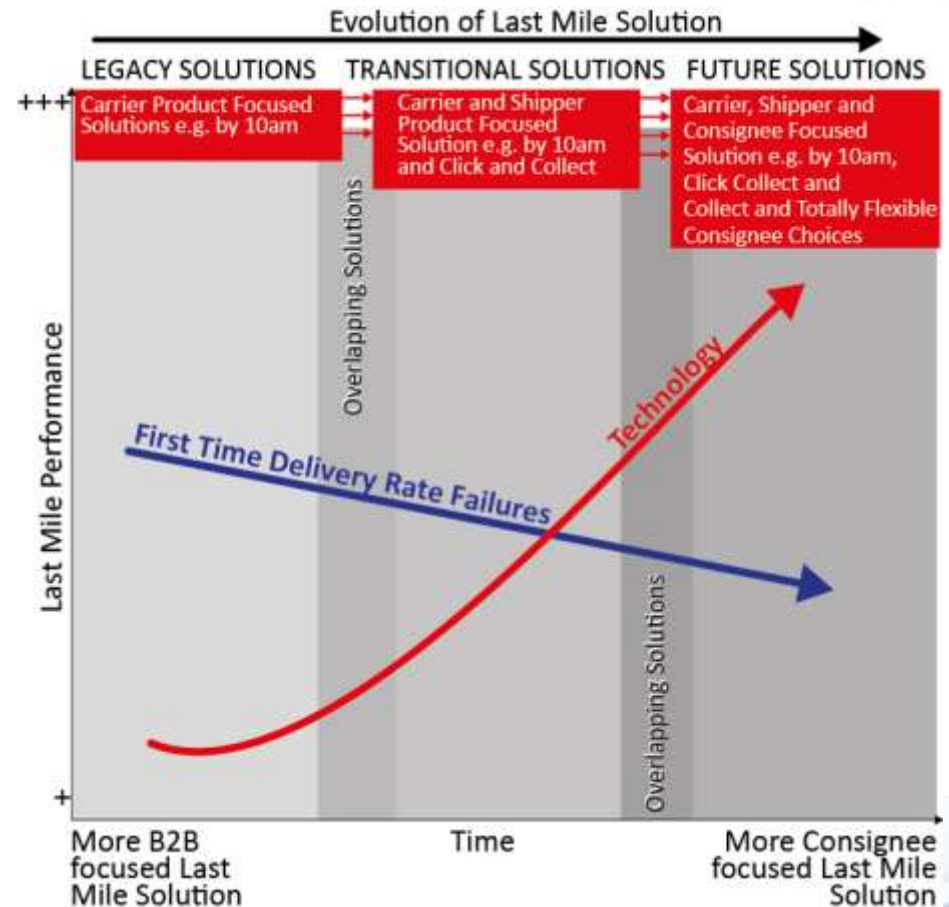 Evolution of Last Mile Solution
LEGACY SOLUTIONS
TRANSITIONAL SOLUTIONS
FUTURE SOLUTIONS
+++
Carrier Product Focused
Solutions e.g. by 10am
Carrier and Shipper
Product Focused
Solution e.g. by 10am
and Click and Collect
Carrier, Shipper and
Consignee Focused
Solution e.g. by 10am,
Click Collect and
Collect and Totally Flexible
Consignee Choices
Overlapping Solutions
Last Mile Performance
First Time Delivery Rate Failures
Technology
Overlapping Solutions
+
More B2B
focused Last
Mile Solution
Time
More Consignee
focused Last Mile
Solution